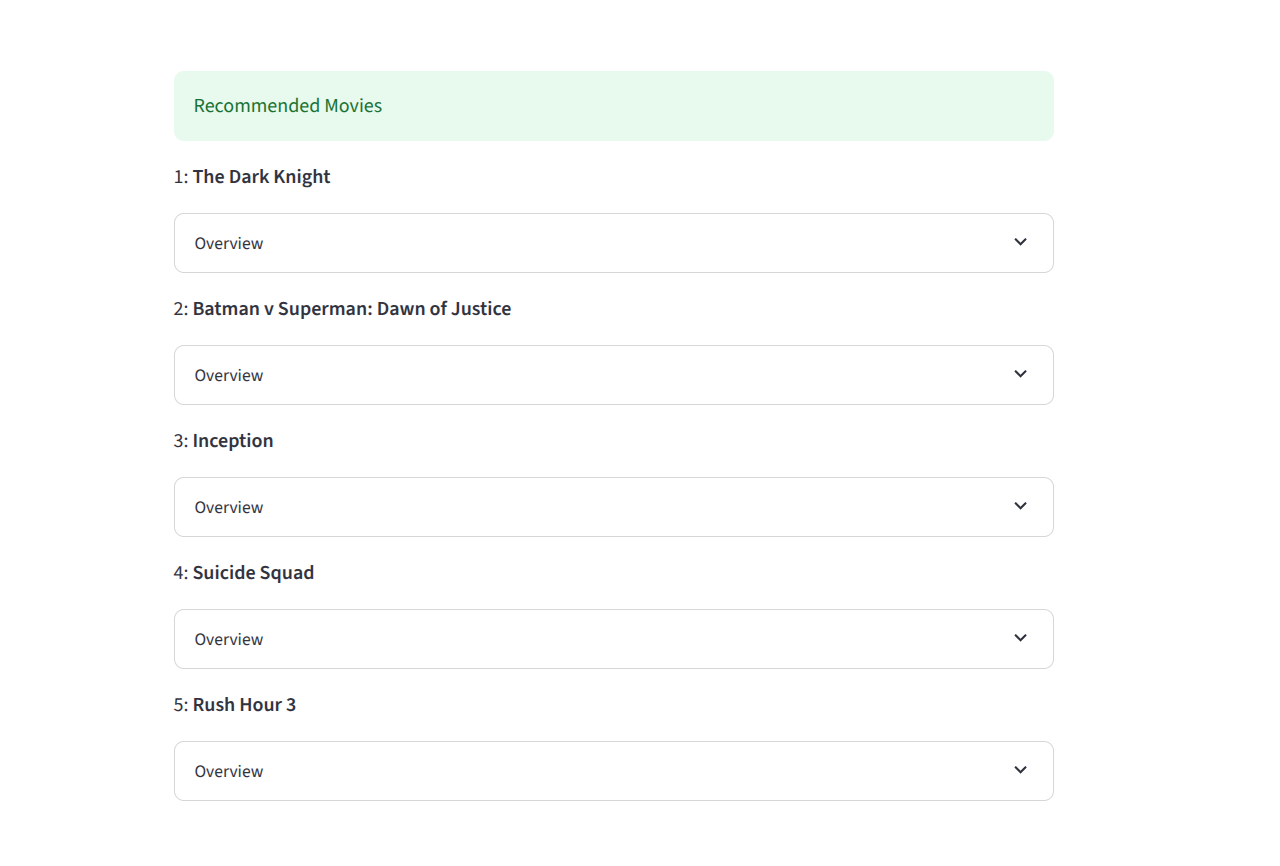 Recommended Movies
1: The Dark Knight
Overview
2: Batman v Superman: Dawn of Justice
Overview
3: Inception
Overview
4: Suicide Squad
Overview
5: Rush Hour 3
Overview